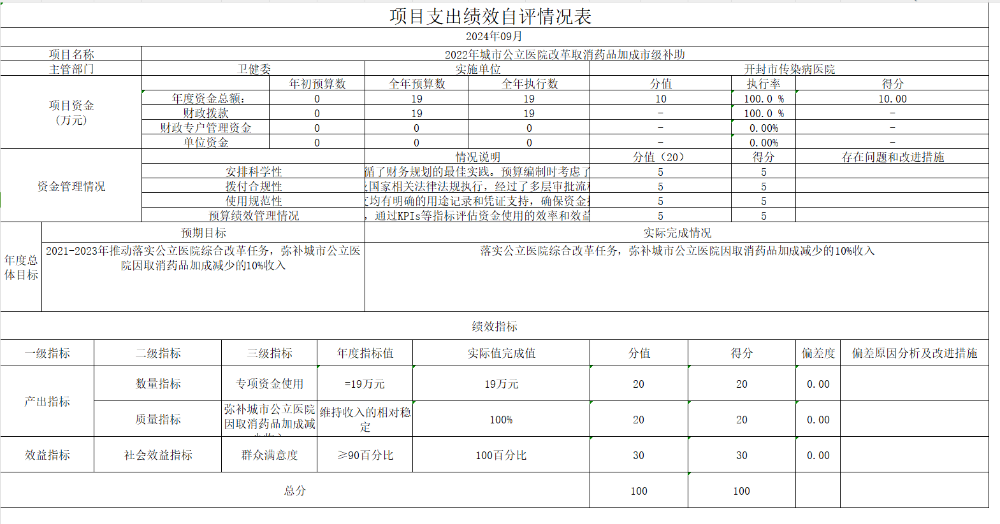 项目支出绩效自评情况表
2024年09月
项目名称 2022年城市公立医院改革取消药品加成市级补助
主管部门 卫健委 实施单位 开封市传染病医院
项目资金
(万元)
年初预算数 全年预算数 全年执行数 分值 执行率 得分
年度资金总额: 0 19 19 10 100.0 % 10.00
财政拨款 0 19 19 - 100.0 % -
财政专户管理资金 0 0 0 - 0.00% -
单位资金 0 0 0 - 0.00% -
资金管理情况
情况说明 分值（20） 得分 存在问题和改进措施
安排科学性 循了财务规划的最佳实践。预算编制时考虑了 5 5
拨付合规性 国家相关法律法规执行，经过了多层审批流 5 5
使用规范性 均有明确的用途记录和凭证支持，确保资金 5 5
预算绩效管理情况 ，通过KPIs等指标评估资金使用的效率和效益 5 5
年度总
体目标
预期目标 实际完成情况
2021-2023年推动落实公立医院综合改革任务，弥补城市公立医
院因取消药品加成减少的10%收入
落实公立医院综合改革任务，弥补城市公立医院因取消药品加成减少的10%收入
绩效指标
一级指标 二级指标 三级指标 年度指标值 实际值完成值 分值 得分 偏差度 偏差原因分析及改进措施
产出指标
数量指标 专项资金使用 =19万元 19万元 20 20 0.00
质量指标
弥补城市公立医院
因取消药品加成减
维持收入的相对稳
定
100% 20 20 0.00
效益指标 社会效益指标 群众满意度 ≥90百分比 100百分比 30 30 0.00
总分 100 100